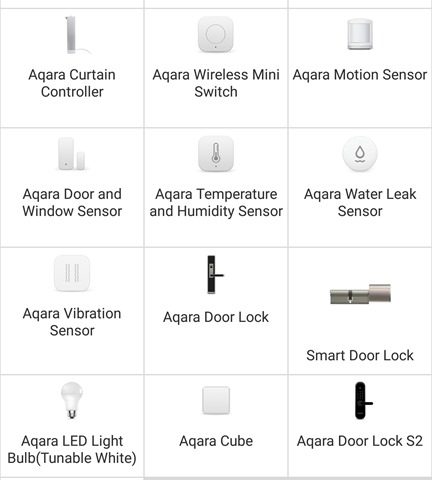 Aqara Curtain
Controller
Aqara Wireless Mini
Switch
Aqara Motion Sensor
Aqara Door and
Window Sensor
Aqara Temperature
and Humidity Sensor
Aqara Water Leak
Sensor
Aqara Vibration
Sensor
Aqara Door Lock
Smart Door Lock
Aqara LED Light
Bulb(Tunable White)
Aqara Cube
Aqara Door Lock S2